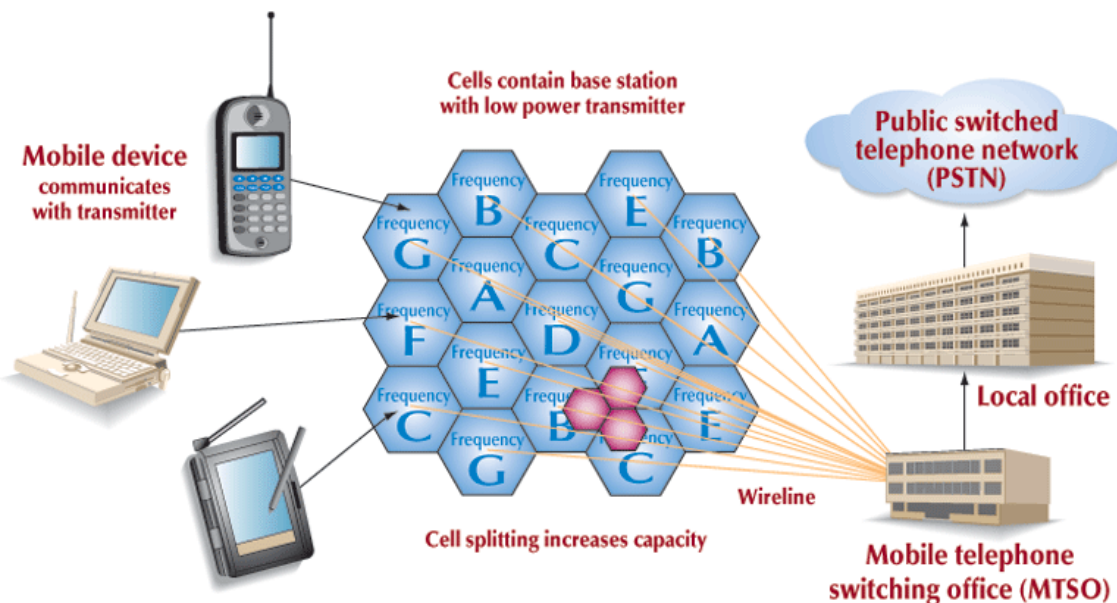 Cells contain base station
with low power transmitter
Mobile device
communicates
with transmitter
Public switched
telephone network
(PSTN)
Frequency
B
Frequency
E
Frequency
G
Frequency
C
Frequency
B
Frequency
A
Frequency
G
Frequency
F
Frequency
D
Frequency
A
Frequency
E
Frequency
C
B
Frequency
E
Frequency
G
C
Local office
Wireline
Cell splitting increases capacity
Mobile telephone
switching office (MTSO)